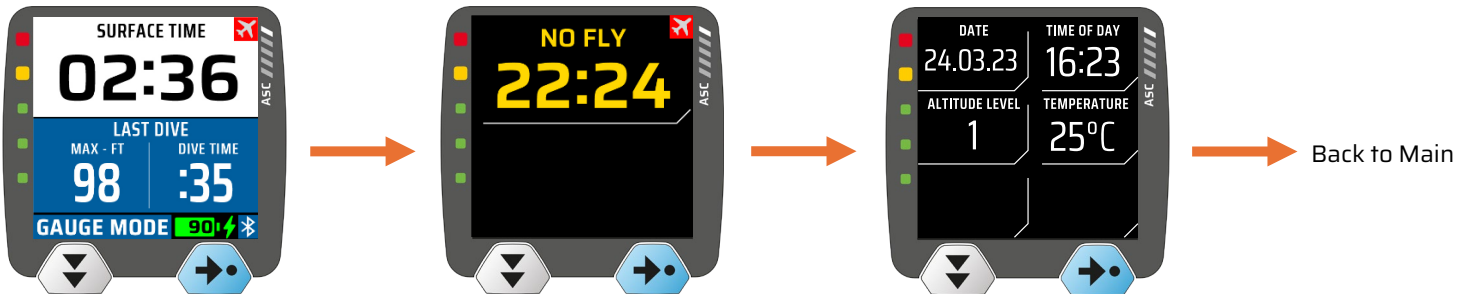 SURFACE TIME
02:36
LAST DIVE
MAX - FT
DIVE TIME
98
:35
GAUGE MODE
90
ASC
NO FLY
22:24
ASC
DATE
TIME OF DAY
24.03.23
16:23
ALTITUDE LEVEL
TEMPERATURE
1
25°C
ASC
Back to Main